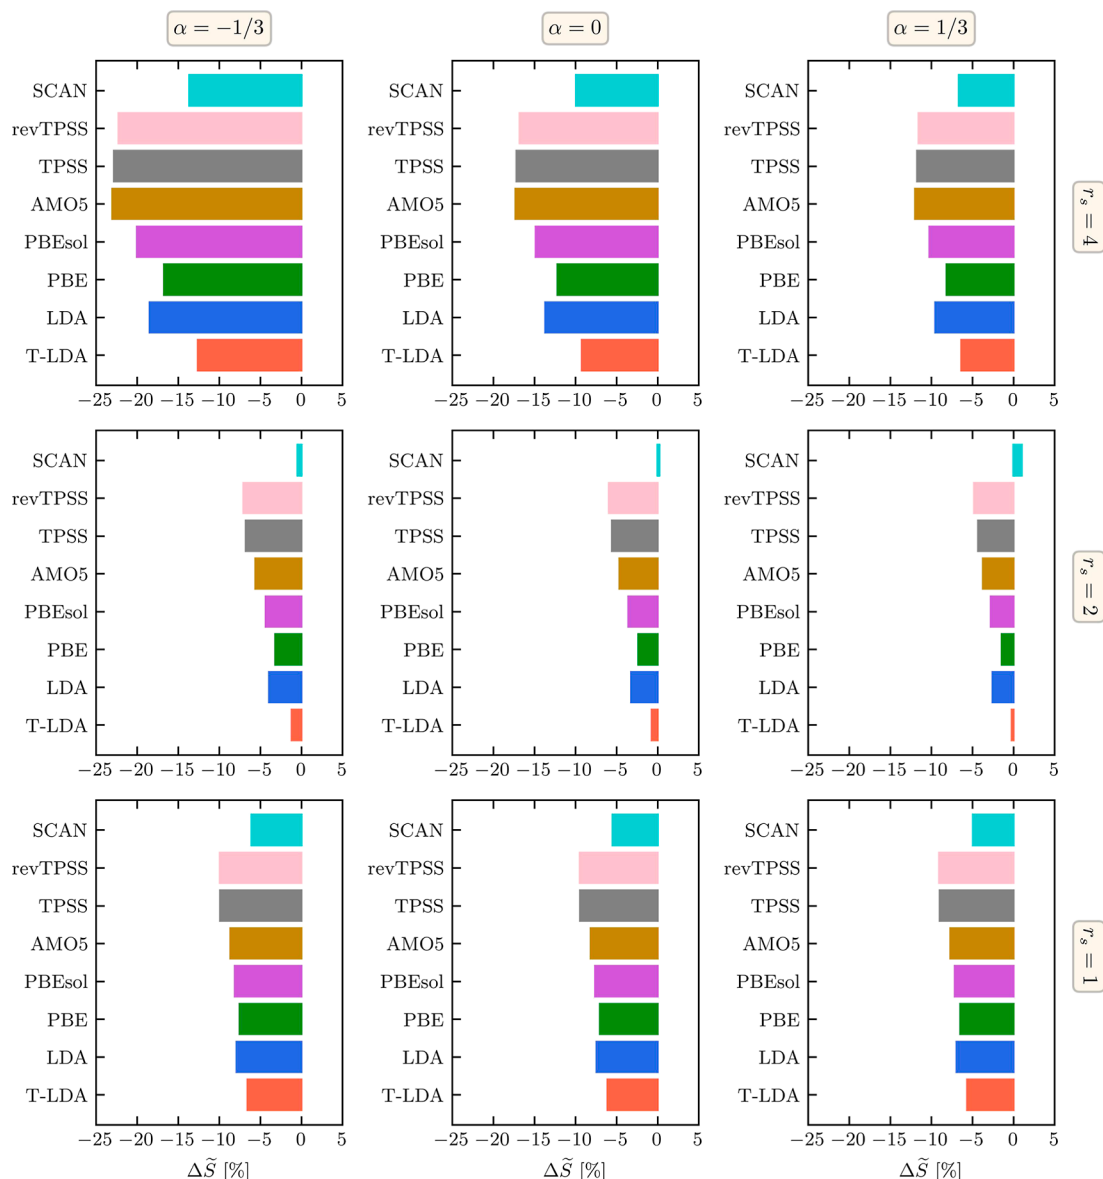 α = −1/3
α = 0
α = 1/3
SCAN
revTPSS
TPSS
AMO5
PBEsol
PBE
LDA
T-LDA
−25 −20 −15 −10 −5 0 5
SCAN
revTPSS
TPSS
AMO5
PBEsol
PBE
LDA
T-LDA
−25 −20 −15 −10 −5 0 5
SCAN
revTPSS
TPSS
AMO5
PBEsol
PBE
LDA
T-LDA
−25 −20 −15 −10 −5 0 5
r_s = 4
SCAN
revTPSS
TPSS
AMO5
PBEsol
PBE
LDA
T-LDA
−25 −20 −15 −10 −5 0 5
SCAN
revTPSS
TPSS
AMO5
PBEsol
PBE
LDA
T-LDA
−25 −20 −15 −10 −5 0 5
SCAN
revTPSS
TPSS
AMO5
PBEsol
PBE
LDA
T-LDA
−25 −20 −15 −10 −5 0 5
r_s = 2
SCAN
revTPSS
TPSS
AMO5
PBEsol
PBE
LDA
T-LDA
−25 −20 −15 −10 −5 0 5
ΔS̃ [%]
SCAN
revTPSS
TPSS
AMO5
PBEsol
PBE
LDA
T-LDA
−25 −20 −15 −10 −5 0 5
ΔS̃ [%]
SCAN
revTPSS
TPSS
AMO5
PBEsol
PBE
LDA
T-LDA
−25 −20 −15 −10 −5 0 5
ΔS̃ [%]
r_s = 1